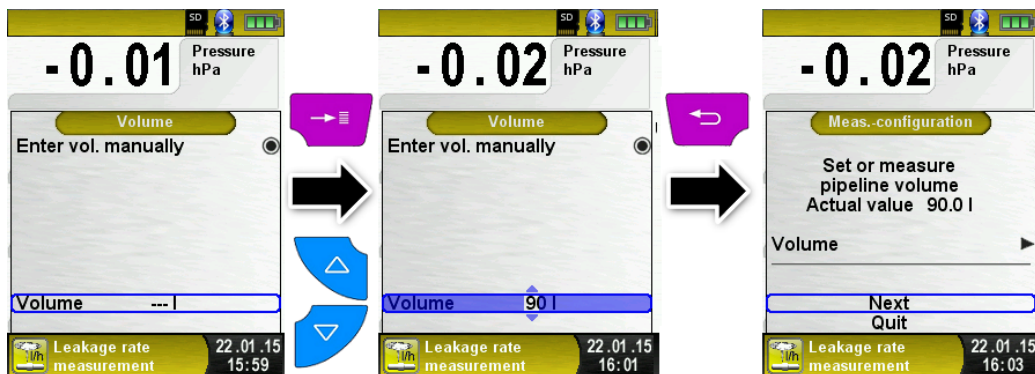 SD
-0.01 Pressure
hPa
Volume
Enter vol. manually
Volume --- l
l/h Leakage rate 22.01.15
measurement 15:59
SD
-0.02 Pressure
hPa
Volume
Enter vol. manually
Volume 90 l
l/h Leakage rate 22.01.15
measurement 16:01
SD
-0.02 Pressure
hPa
Meas.-configuration
Set or measure
pipeline volume
Actual value 90.0 l
Volume
Next
Quit
l/h Leakage rate 22.01.15
measurement 16:03